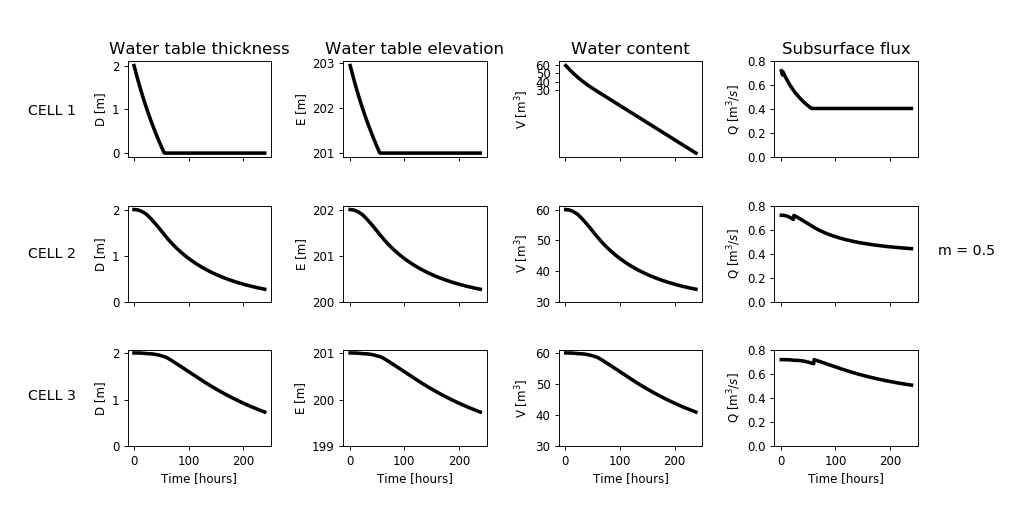 Water table thickness Water table elevation Water content Subsurface flux
CELL 1
D [m]
2
1
0
E [m]
203
202
201
V [m³]
60
50
40
30
Q [m³/s]
0.8
0.6
0.4
0.2
0.0
CELL 2
D [m]
2
1
0
E [m]
202
201
200
V [m³]
60
50
40
30
Q [m³/s]
0.8
0.6
0.4
0.2
0.0
m = 0.5
CELL 3
D [m]
2
1
0
E [m]
201
200
199
V [m³]
60
50
40
30
Q [m³/s]
0.8
0.6
0.4
0.2
0.0
0 100 200 0 100 200 0 100 200 0 100 200
Time [hours] Time [hours] Time [hours] Time [hours]